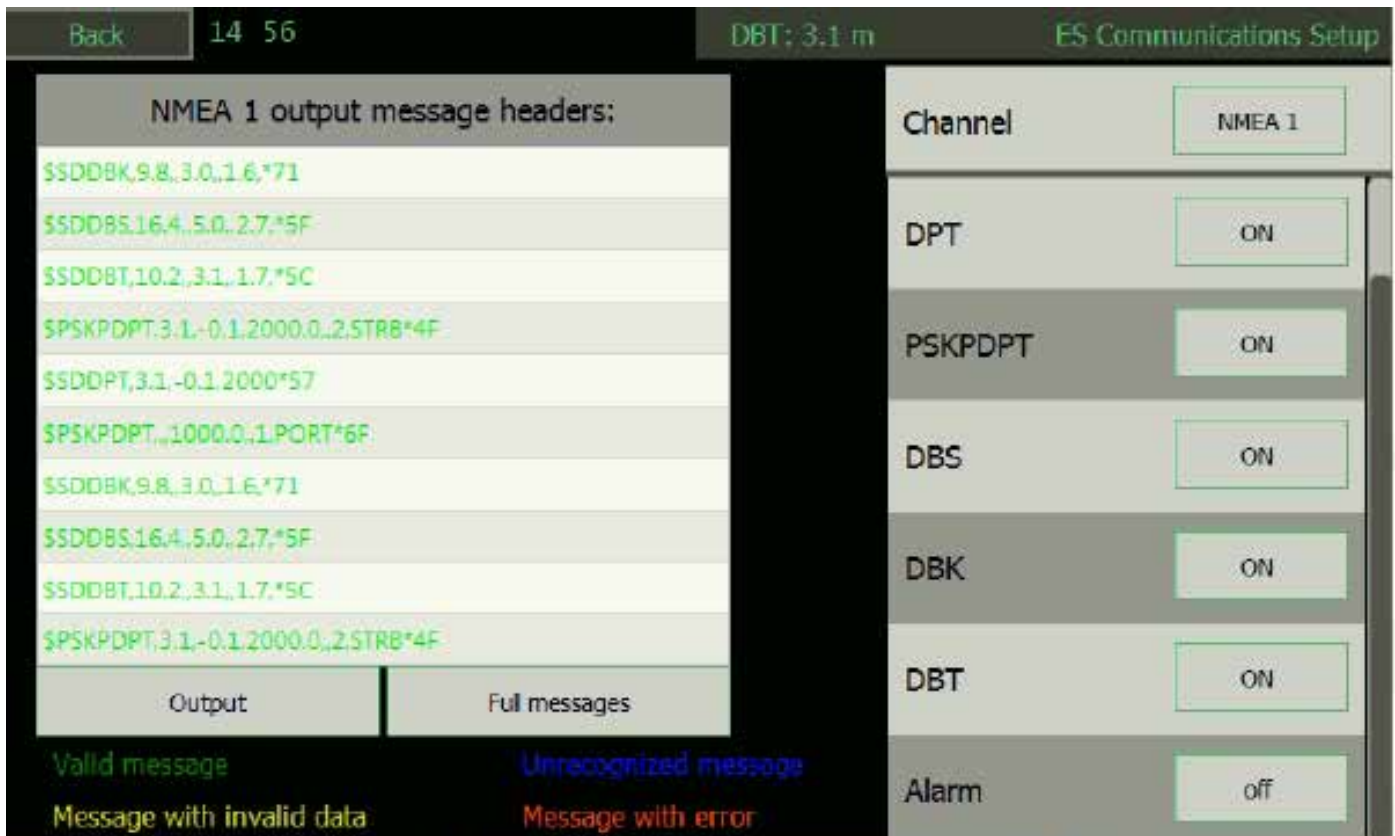 Back 14 56 DBT: 3.1 m ES Communications Setup
NMEA 1 output message headers:
$SDDBK,9.8,,3.0,,1.6,*71
$SDDBS,16.4,,5.0,,2.7,*5F
$SDDBT,10.2,,3.1,,1.7,*5C
$PSKPDPT,3.1,-0.1,2000.0,,2,STRB*4F
$SDDPT,3.1,-0.1,2000*57
$PSKPDPT,,,1000.0,,1,PORT*6F
$SDDBK,9.8,,3.0,,1.6,*71
$SDDBS,16.4,,5.0,,2.7,*5F
$SDDBT,10.2,,3.1,,1.7,*5C
$PSKPDPT,3.1,-0.1,2000.0,,2,STRB*4F
Output Full messages
Valid message Unrecognized message
Message with invalid data Message with error
Channel NMEA 1
DPT ON
PSKPDPT ON
DBS ON
DBK ON
DBT ON
Alarm off